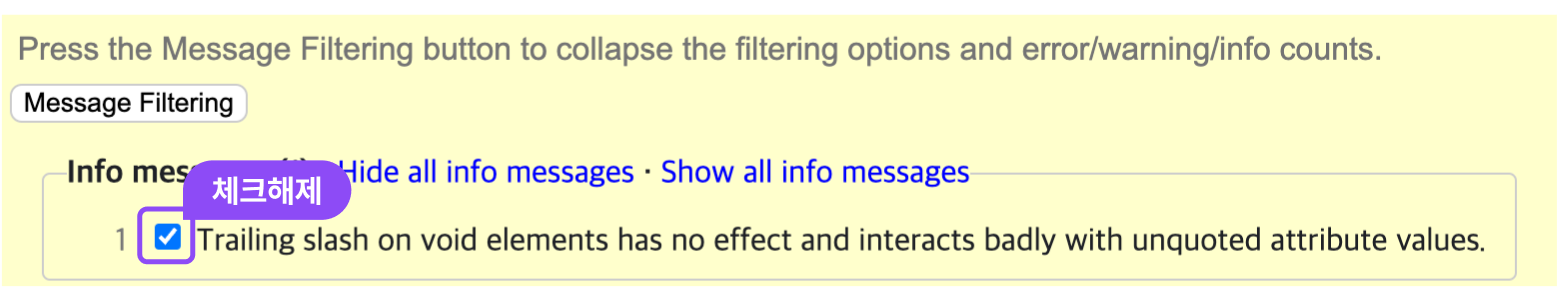 Press the Message Filtering button to collapse the filtering options and error/warning/info counts.
Message Filtering
Info Hide all info messages · Show all info messages
체크해제
1 Trailing slash on void elements has no effect and interacts badly with unquoted attribute values.